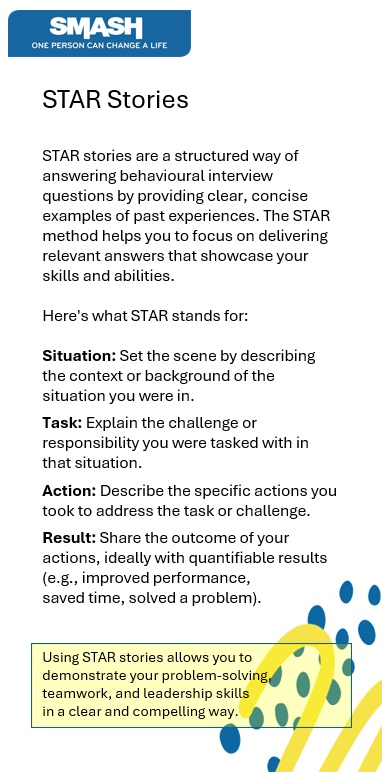 SMASH
ONE PERSON CAN CHANGE A LIFE
STAR Stories
STAR stories are a structured way of
answering behavioural interview
questions by providing clear, concise
examples of past experiences. The STAR
method helps you to focus on delivering
relevant answers that showcase your
skills and abilities.
Here's what STAR stands for:
Situation: Set the scene by describing
the context or background of the
situation you were in.
Task: Explain the challenge or
responsibility you were tasked with in
that situation.
Action: Describe the specific actions you
took to address the task or challenge.
Result: Share the outcome of your
actions, ideally with quantifiable results
(e.g., improved performance,
saved time, solved a problem).
Using STAR stories allows you to
demonstrate your problem-solving,
teamwork, and leadership skills
in a clear and compelling way.